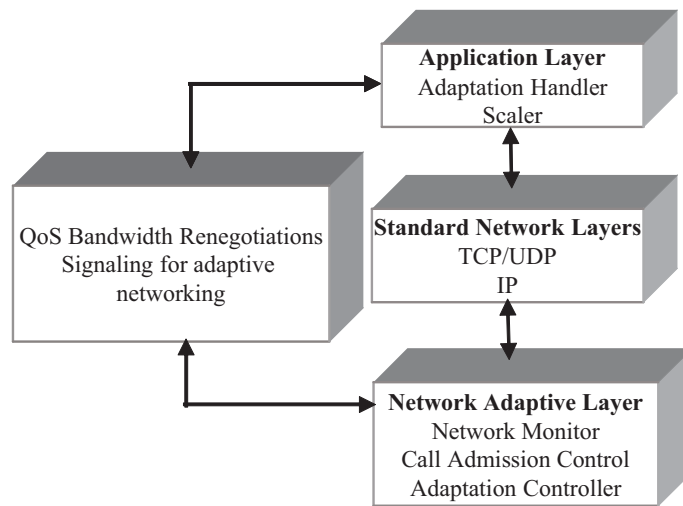 Application Layer
Adaptation Handler
Scaler
QoS Bandwidth Renegotiations
Signaling for adaptive
networking
Standard Network Layers
TCP/UDP
IP
Network Adaptive Layer
Network Monitor
Call Admission Control
Adaptation Controller